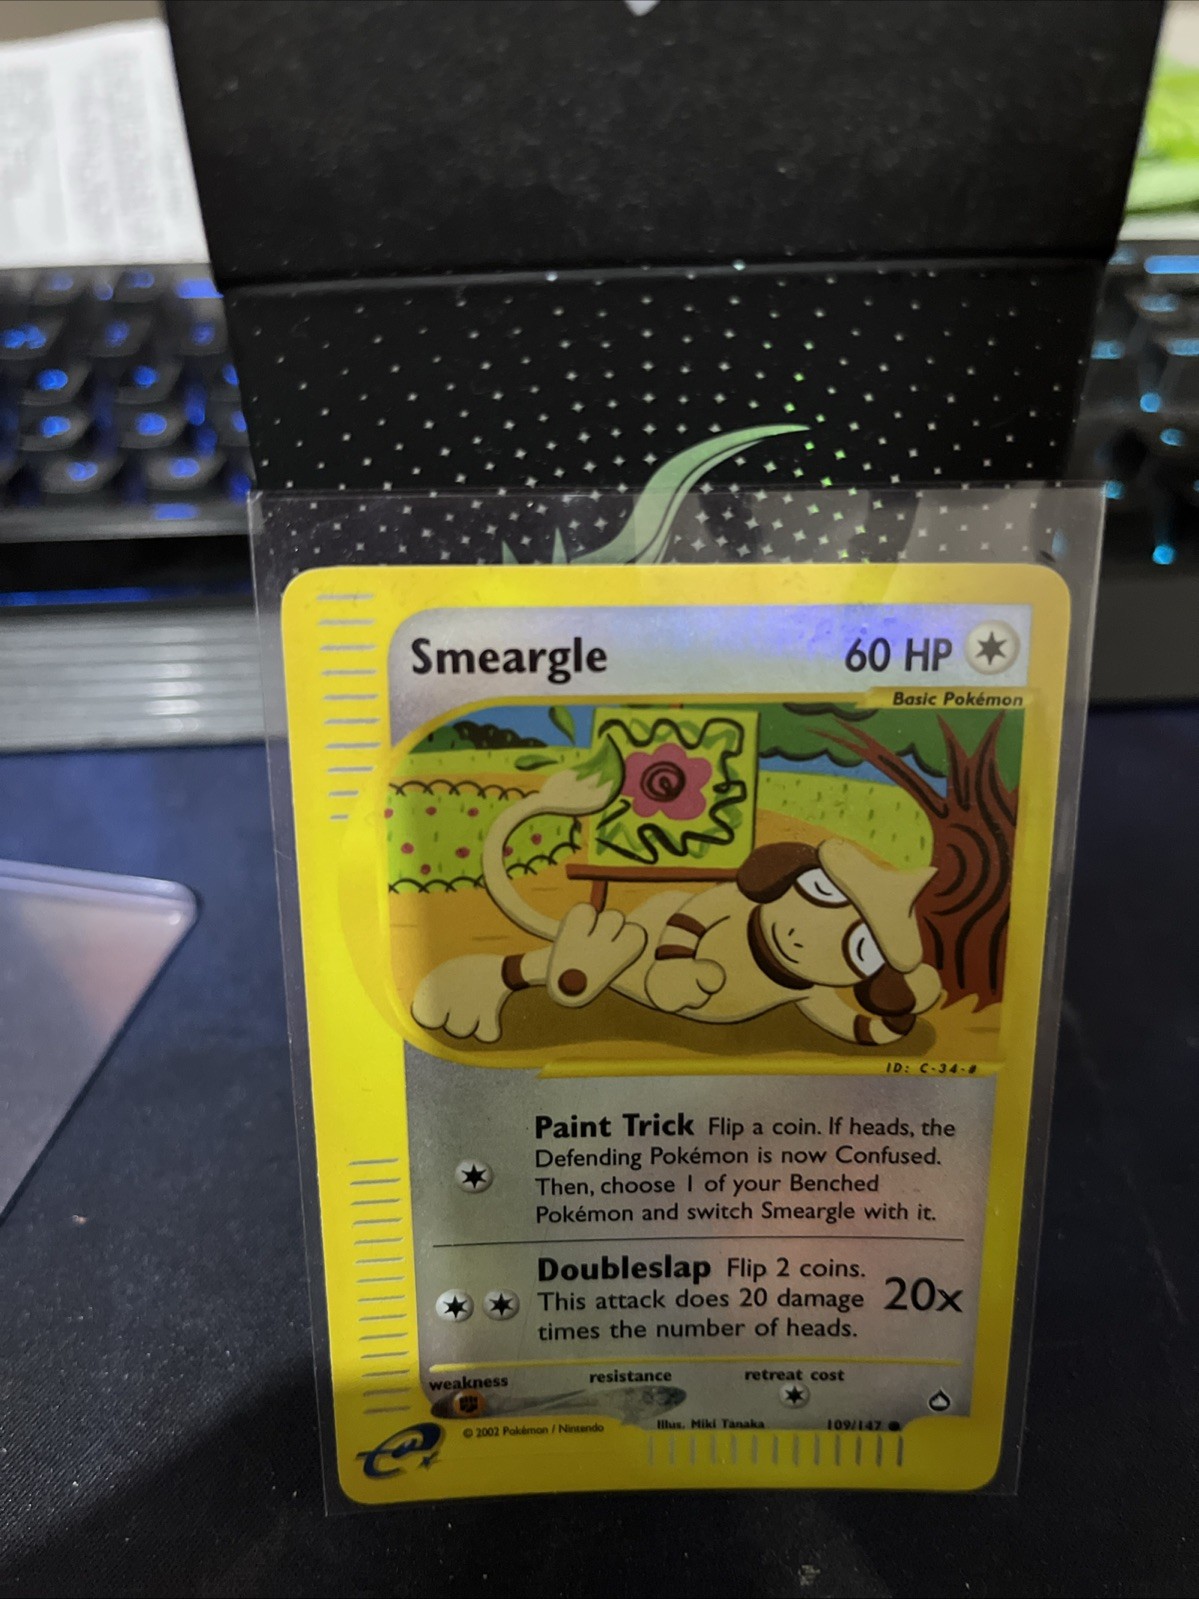 Smeargle
60 HP
Basic Pokémon
ID: C-34-#
Paint Trick Flip a coin. If heads, the
Defending Pokémon is now Confused.
Then, choose 1 of your Benched
Pokémon and switch Smeargle with it.
Doubleslap Flip 2 coins.
This attack does 20 damage
times the number of heads.
20x
weakness
resistance
retreat cost
© 2002 Pokémon / Nintendo
Illus. Miki Tanaka
109/147
e